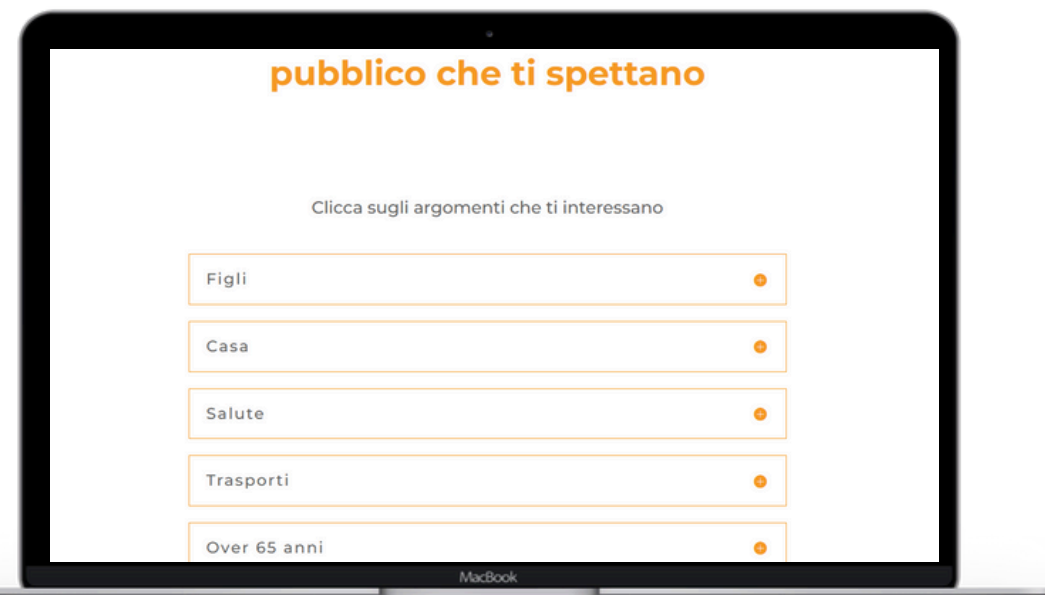 pubblico che ti spettano
Clicca sugli argomenti che ti interessano
Figli
Casa
Salute
Trasporti
Over 65 anni
MacBook